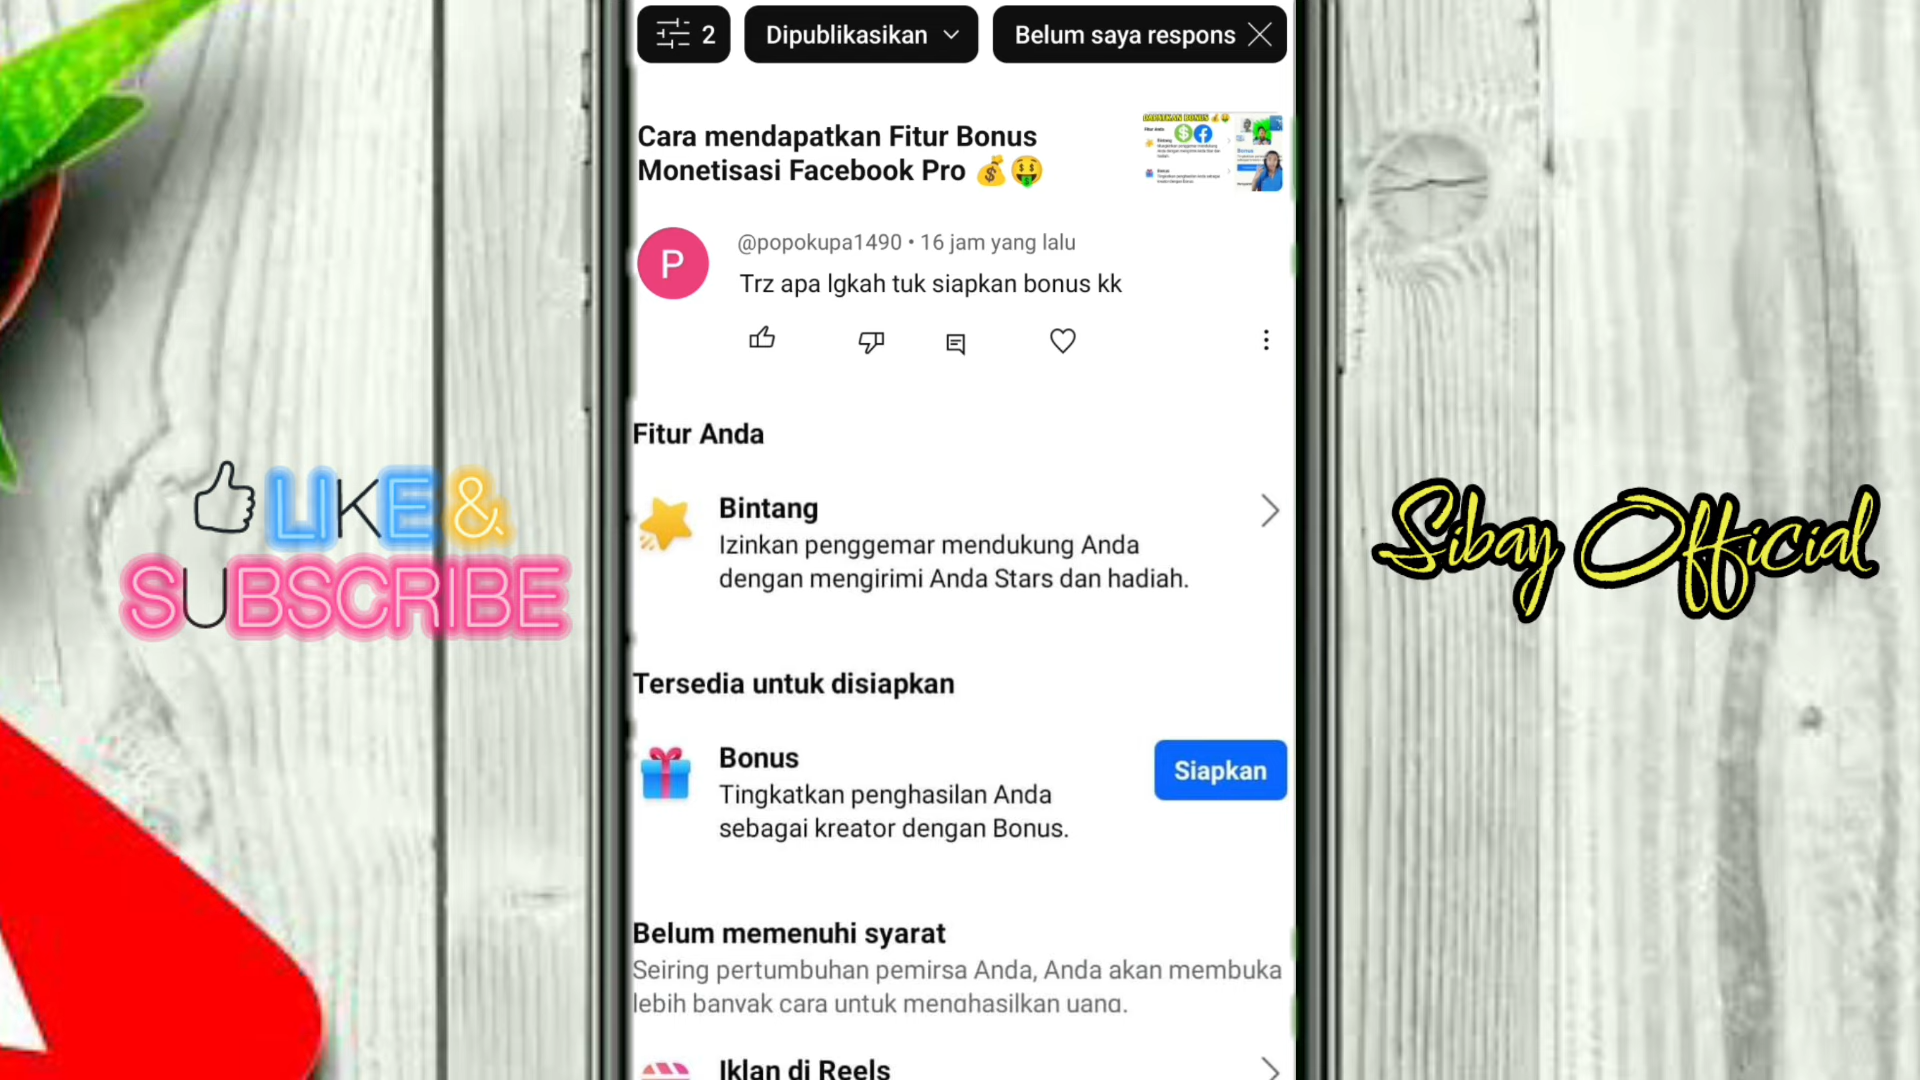 2
Dipublikasikan
Belum saya respons
Cara mendapatkan Fitur Bonus
Monetisasi Facebook Pro 💰🤑
@popokupa1490 • 16 jam yang lalu
P
Trz apa lgkah tuk siapkan bonus kk
Fitur Anda
Bintang
Izinkan penggemar mendukung Anda
dengan mengirimi Anda Stars dan hadiah.
LIKE &
SUBSCRIBE
Sibay Official
Tersedia untuk disiapkan
Bonus
Tingkatkan penghasilan Anda
sebagai kreator dengan Bonus.
Siapkan
Belum memenuhi syarat
Seiring pertumbuhan pemirsa Anda, Anda akan membuka
lebih banyak cara untuk menghasilkan uang.
Iklan di Reels